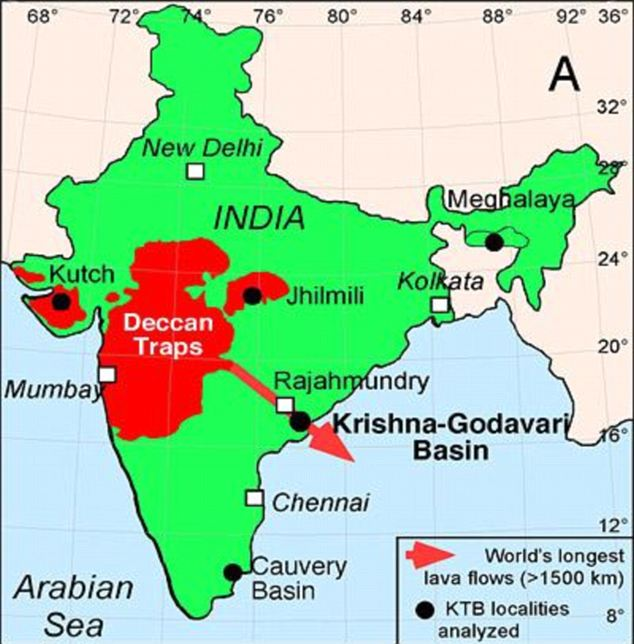 68° 72° 74° 76° 80° 84° 88° 92° 36°
A
32°
New Delhi
28°
Meghalaya
INDIA
24°
Kutch
Kolkata
Jhilmili
Deccan
Traps
20°
Mumbay
Rajahmundry
Krishna-Godavari
Basin
16°
Chennai
12°
World's longest
lava flows (>1500 km)
Cauvery
Basin
Arabian
Sea
KTB localities
analyzed
8°